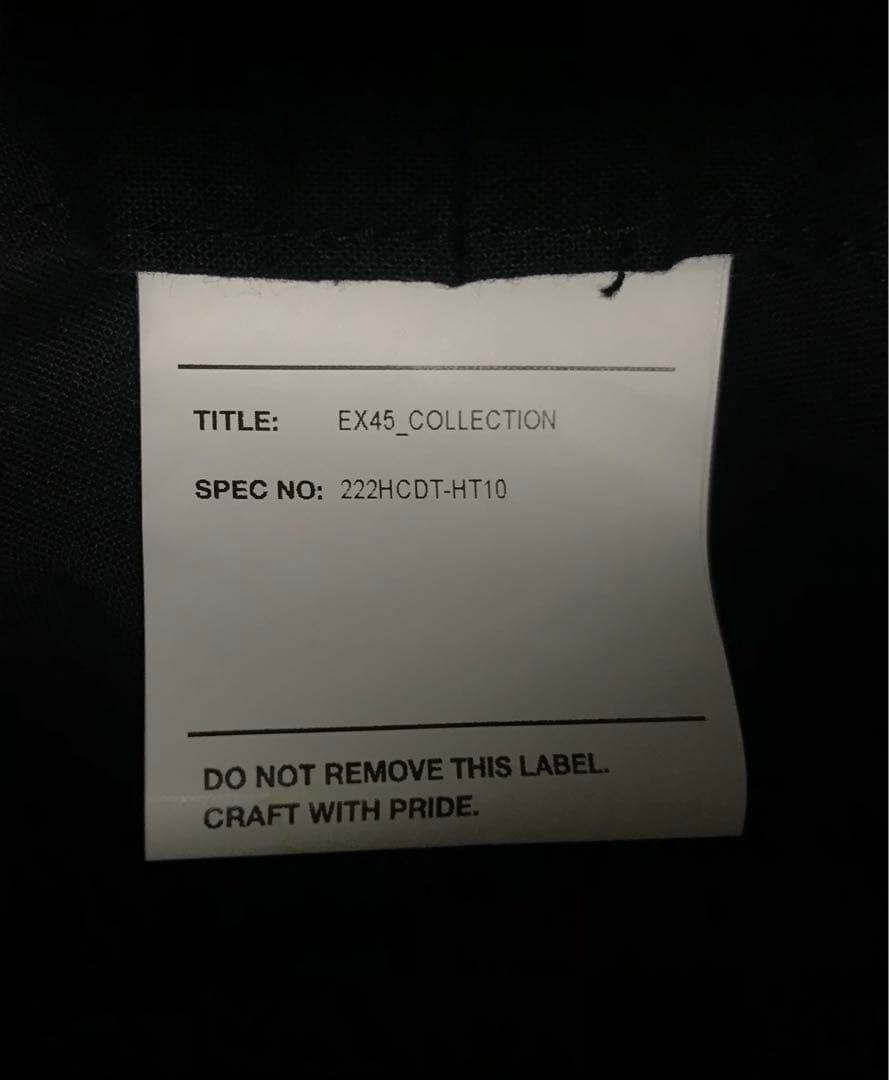 TITLE: EX45_COLLECTION
SPEC NO: 222HCDT-HT10
DO NOT REMOVE THIS LABEL.
CRAFT WITH PRIDE.